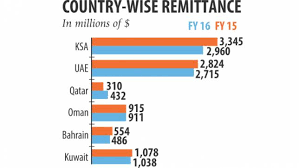 COUNTRY-WISE REMITTANCE
In millions of $
FY 16 FY 15
KSA
3,345
2,960
UAE
2,824
2,715
Qatar
310
432
Oman
915
911
Bahrain
554
486
Kuwait
1,078
1,038